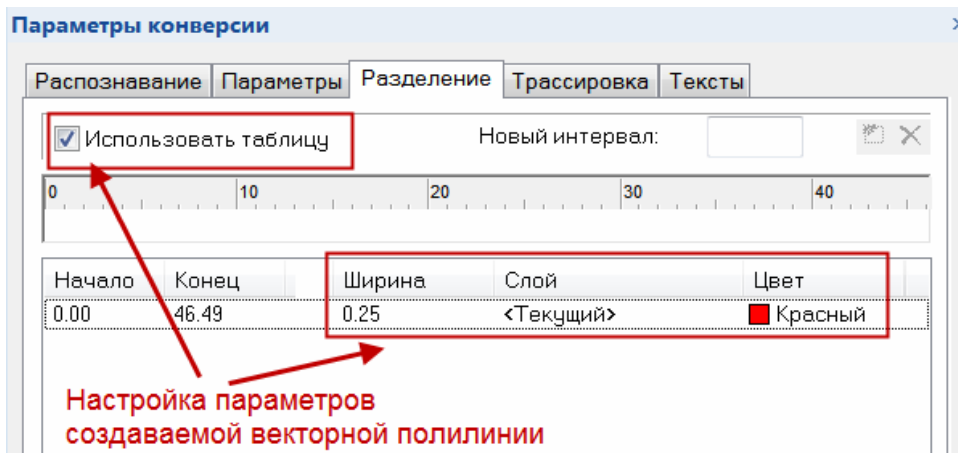 Параметры конверсии
Распознавание Параметры Разделение Трассировка Тексты
Использовать таблицу Новый интервал:
0 10 20 30 40
Начало Конец Ширина Слой Цвет
0.00 46.49 0.25 <Текущий> Красный
Настройка параметров
создаваемой векторной полилинии